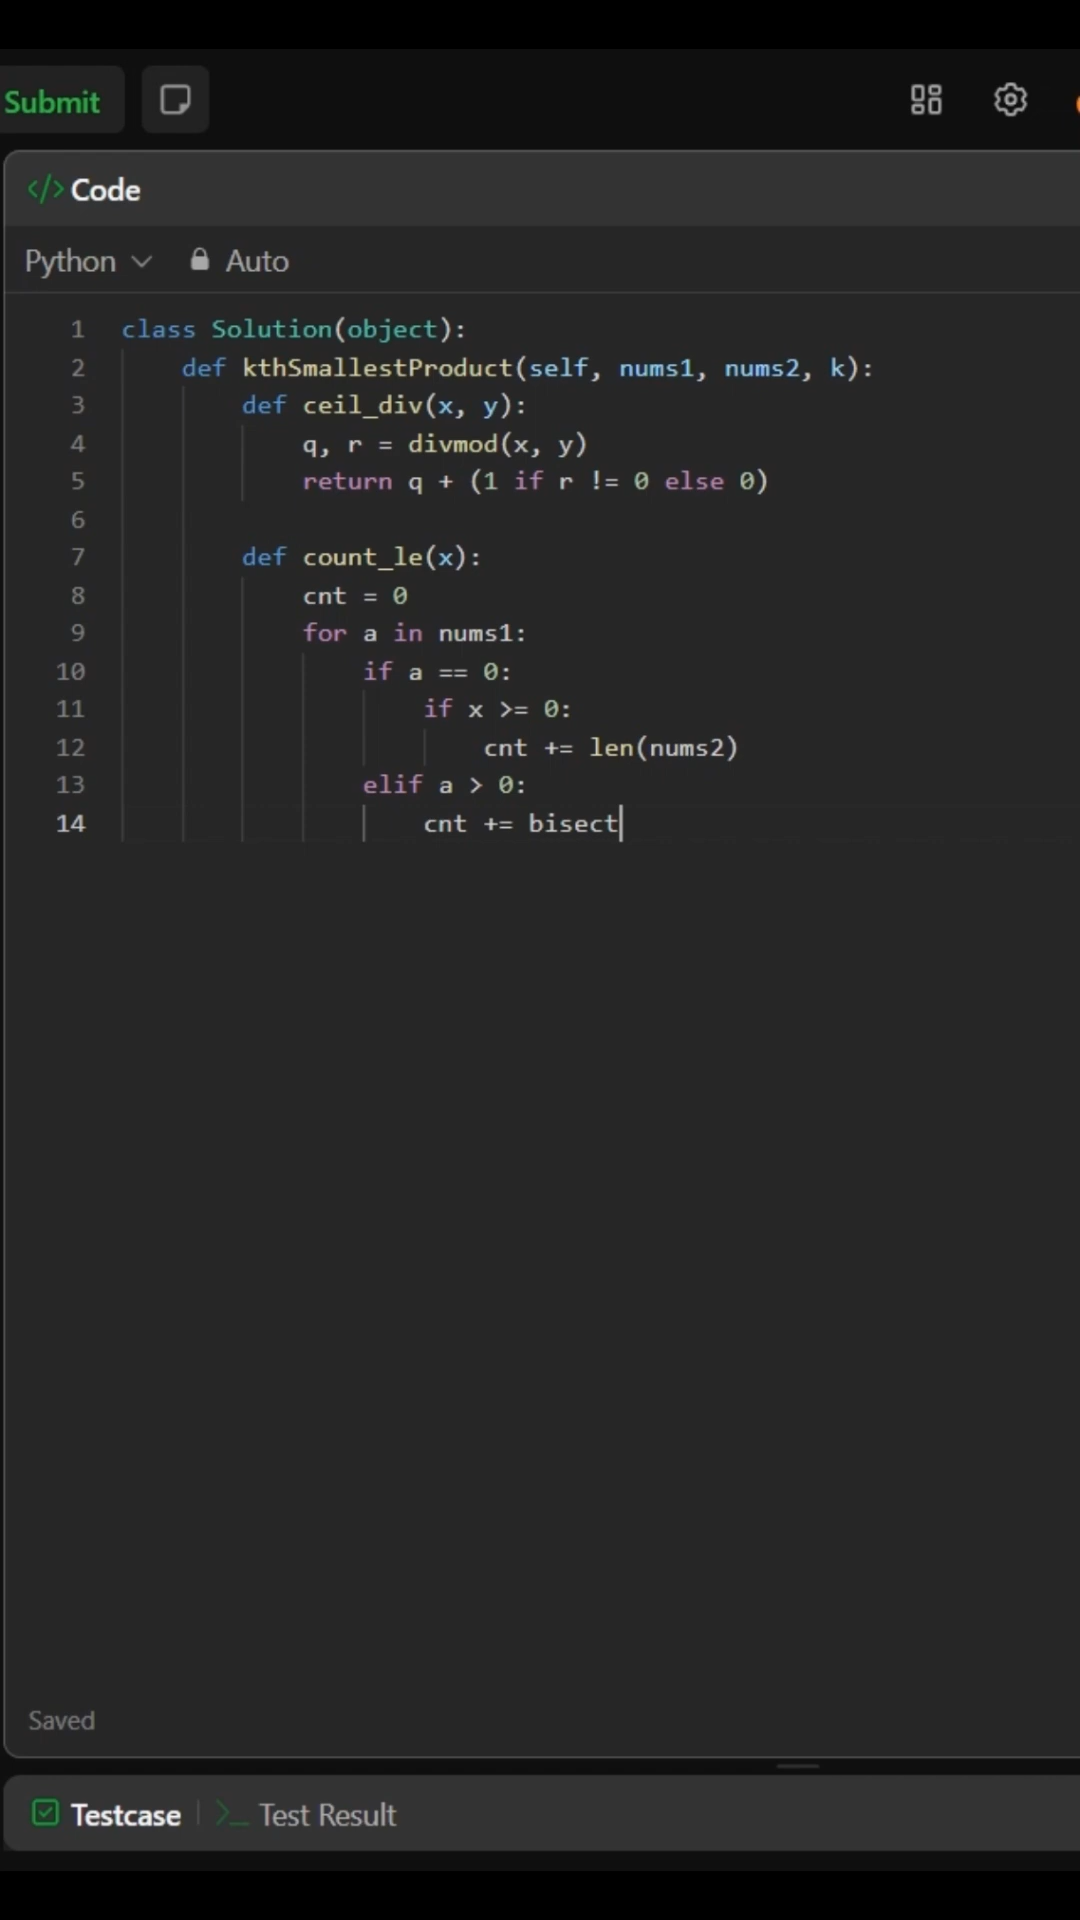 Submit
</> Code
Python Auto
1 class Solution(object):
2 def kthSmallestProduct(self, nums1, nums2, k):
3 def ceil_div(x, y):
4 q, r = divmod(x, y)
5 return q + (1 if r != 0 else 0)
6
7 def count_le(x):
8 cnt = 0
9 for a in nums1:
10 if a == 0:
11 if x >= 0:
12 cnt += len(nums2)
13 elif a > 0:
14 cnt += bisect
Saved
Testcase >_ Test Result